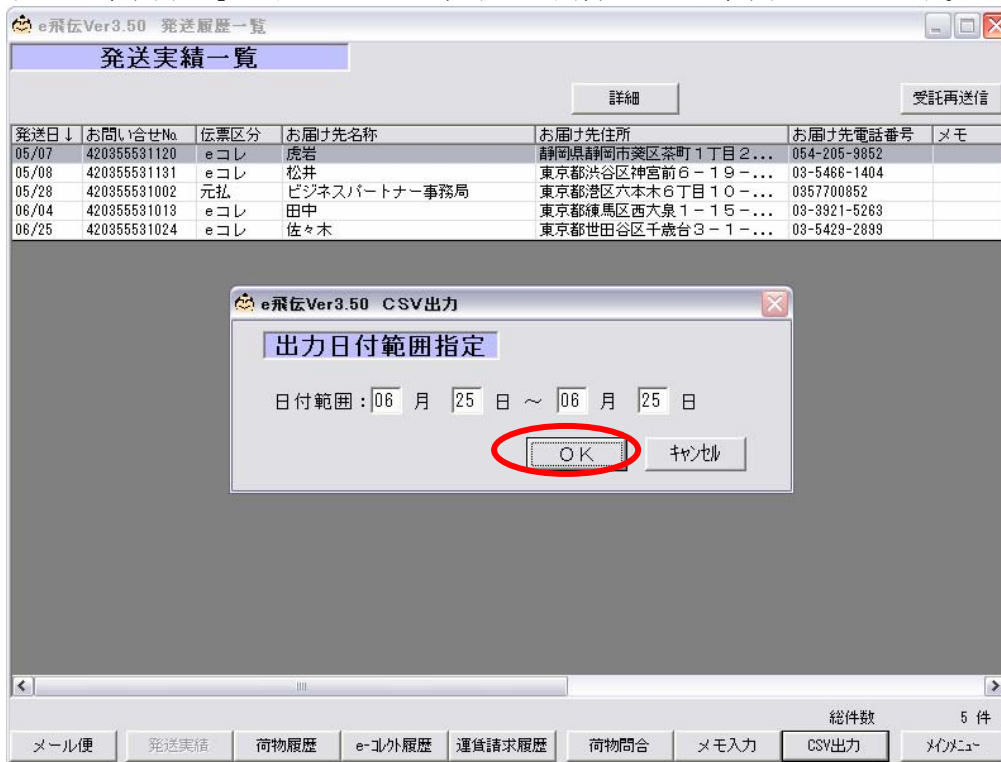 e飛伝Ver3.50 発送履歴一覧
発送実績一覧
詳細
受託再送信
発送日↓ お問い合せNo. 伝票区分 お届け先名称 お届け先住所 お届け先電話番号 メモ
05/07 420355531120 eコレ 虎岩 静岡県静岡市葵区茶町1丁目2... 054-205-9852
05/08 420355531131 eコレ 松井 東京都渋谷区神宮前6-19-... 03-5466-1404
05/28 420355531002 元払 ビジネスパートナー事務局 東京都港区六本木6丁目10-... 0357700852
06/04 420355531013 eコレ 田中 東京都練馬区西大泉1-15-... 03-3921-5263
06/25 420355531024 eコレ 佐々木 東京都世田谷区千歳台3-1-... 03-5429-2899
e飛伝Ver3.50 CSV出力
出力日付範囲指定
日付範囲:06 月 25 日 ~ 06 月 25 日
OK キャンセル
総件数 5 件
メール便 発送実績 荷物履歴 e-コレクト履歴 運賃請求履歴 荷物問合 メモ入力 CSV出力 メインメニュー